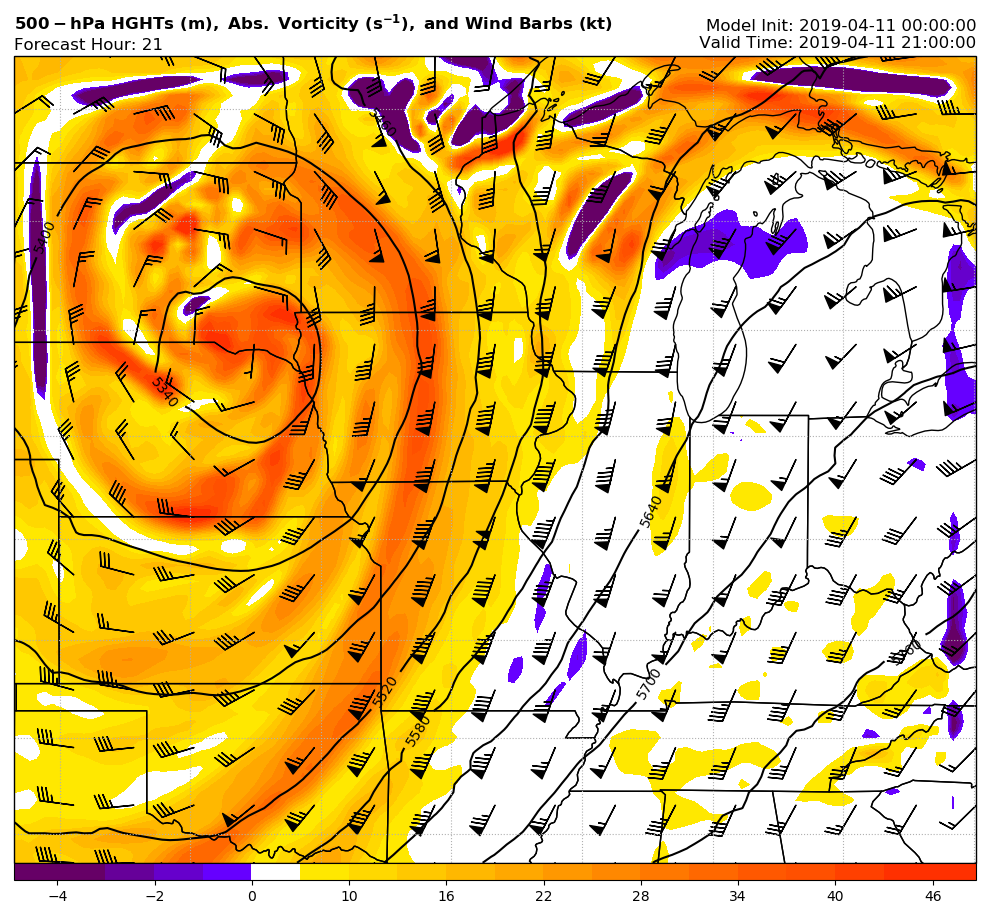 500 – hPa HGHTs (m), Abs. Vorticity (s⁻¹), and Wind Barbs (kt)
Model Init: 2019-04-11 00:00:00
Forecast Hour: 21
Valid Time: 2019-04-11 21:00:00
5400
5340
5640
5700
5520
5580
−4 −2 0 10 16 22 28 34 40 46